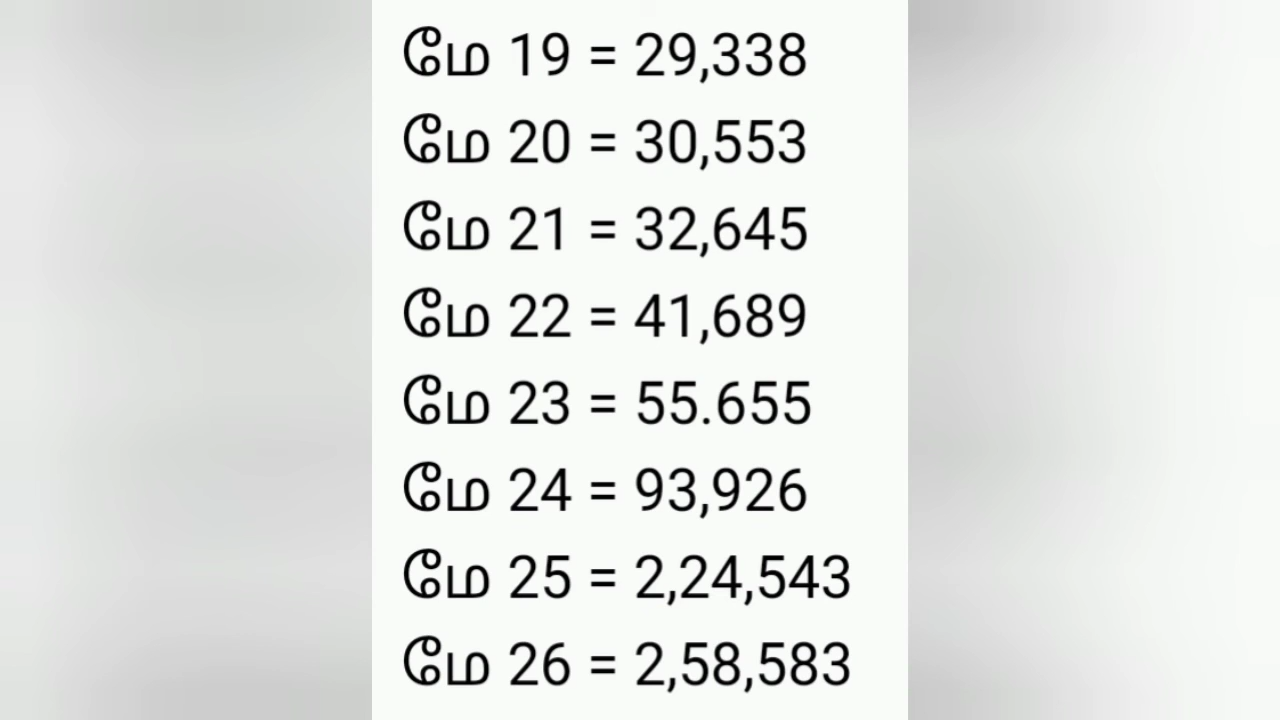 மே 19 = 29,338
மே 20 = 30,553
மே 21 = 32,645
மே 22 = 41,689
மே 23 = 55.655
மே 24 = 93,926
மே 25 = 2,24,543
மே 26 = 2,58,583